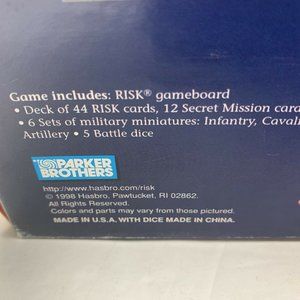 Game includes: RISK® gameboard
• Deck of 44 RISK cards, 12 Secret Mission card
• 6 Sets of military miniatures: Infantry, Caval
Artillery • 5 Battle dice
PARKER
BROTHERS
http://www.hasbro.com/risk
© 1998 Hasbro, Pawtucket, RI 02862.
All Rights Reserved.
Colors and parts may vary from those pictured.
MADE IN U.S.A. WITH DICE MADE IN CHINA.